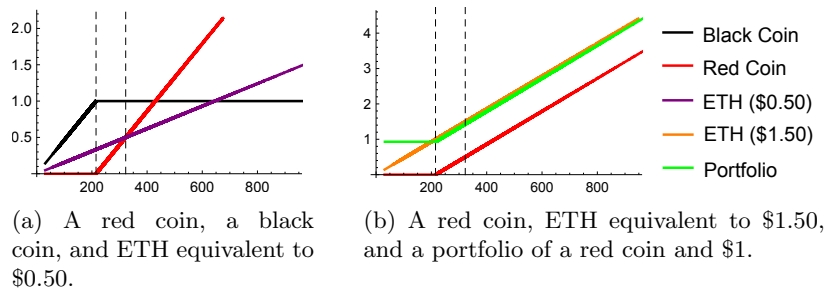 2.0
1.5
1.0
0.5
200 400 600 800
4
3
2
1
0
0 200 400 600 800
Black Coin
Red Coin
ETH ($0.50)
ETH ($1.50)
Portfolio
(a) A red coin, a black
coin, and ETH equivalent to
$0.50.
(b) A red coin, ETH equivalent to $1.50,
and a portfolio of a red coin and $1.